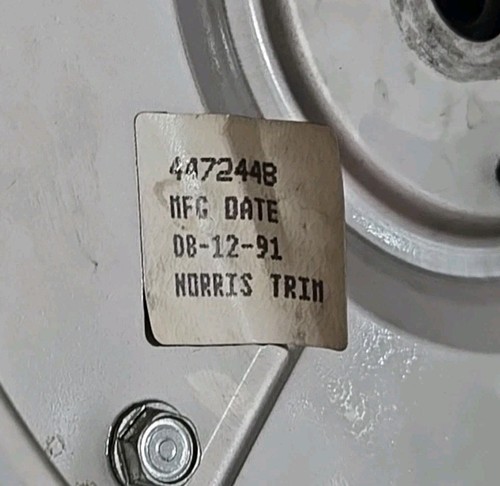 4472448
MFG DATE
08-12-91
NORRIS TRIM